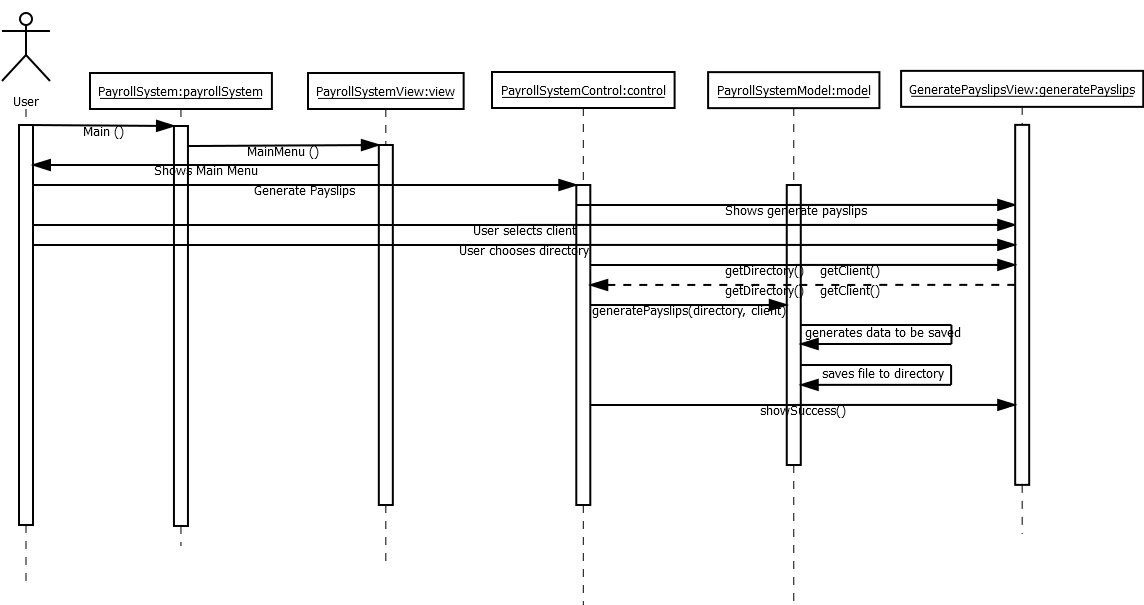 User
PayrollSystem:payrollSystem
PayrollSystemView:view
PayrollSystemControl:control
PayrollSystemModel:model
GeneratePayslipsView:generatePayslips
Main ()
MainMenu ()
Shows Main Menu
Generate Payslips
Shows generate payslips
User selects client
User chooses directory
getDirectory() getClient()
getDirectory() getClient()
generatePayslips(directory, client)
generates data to be saved
saves file to directory
showSuccess()